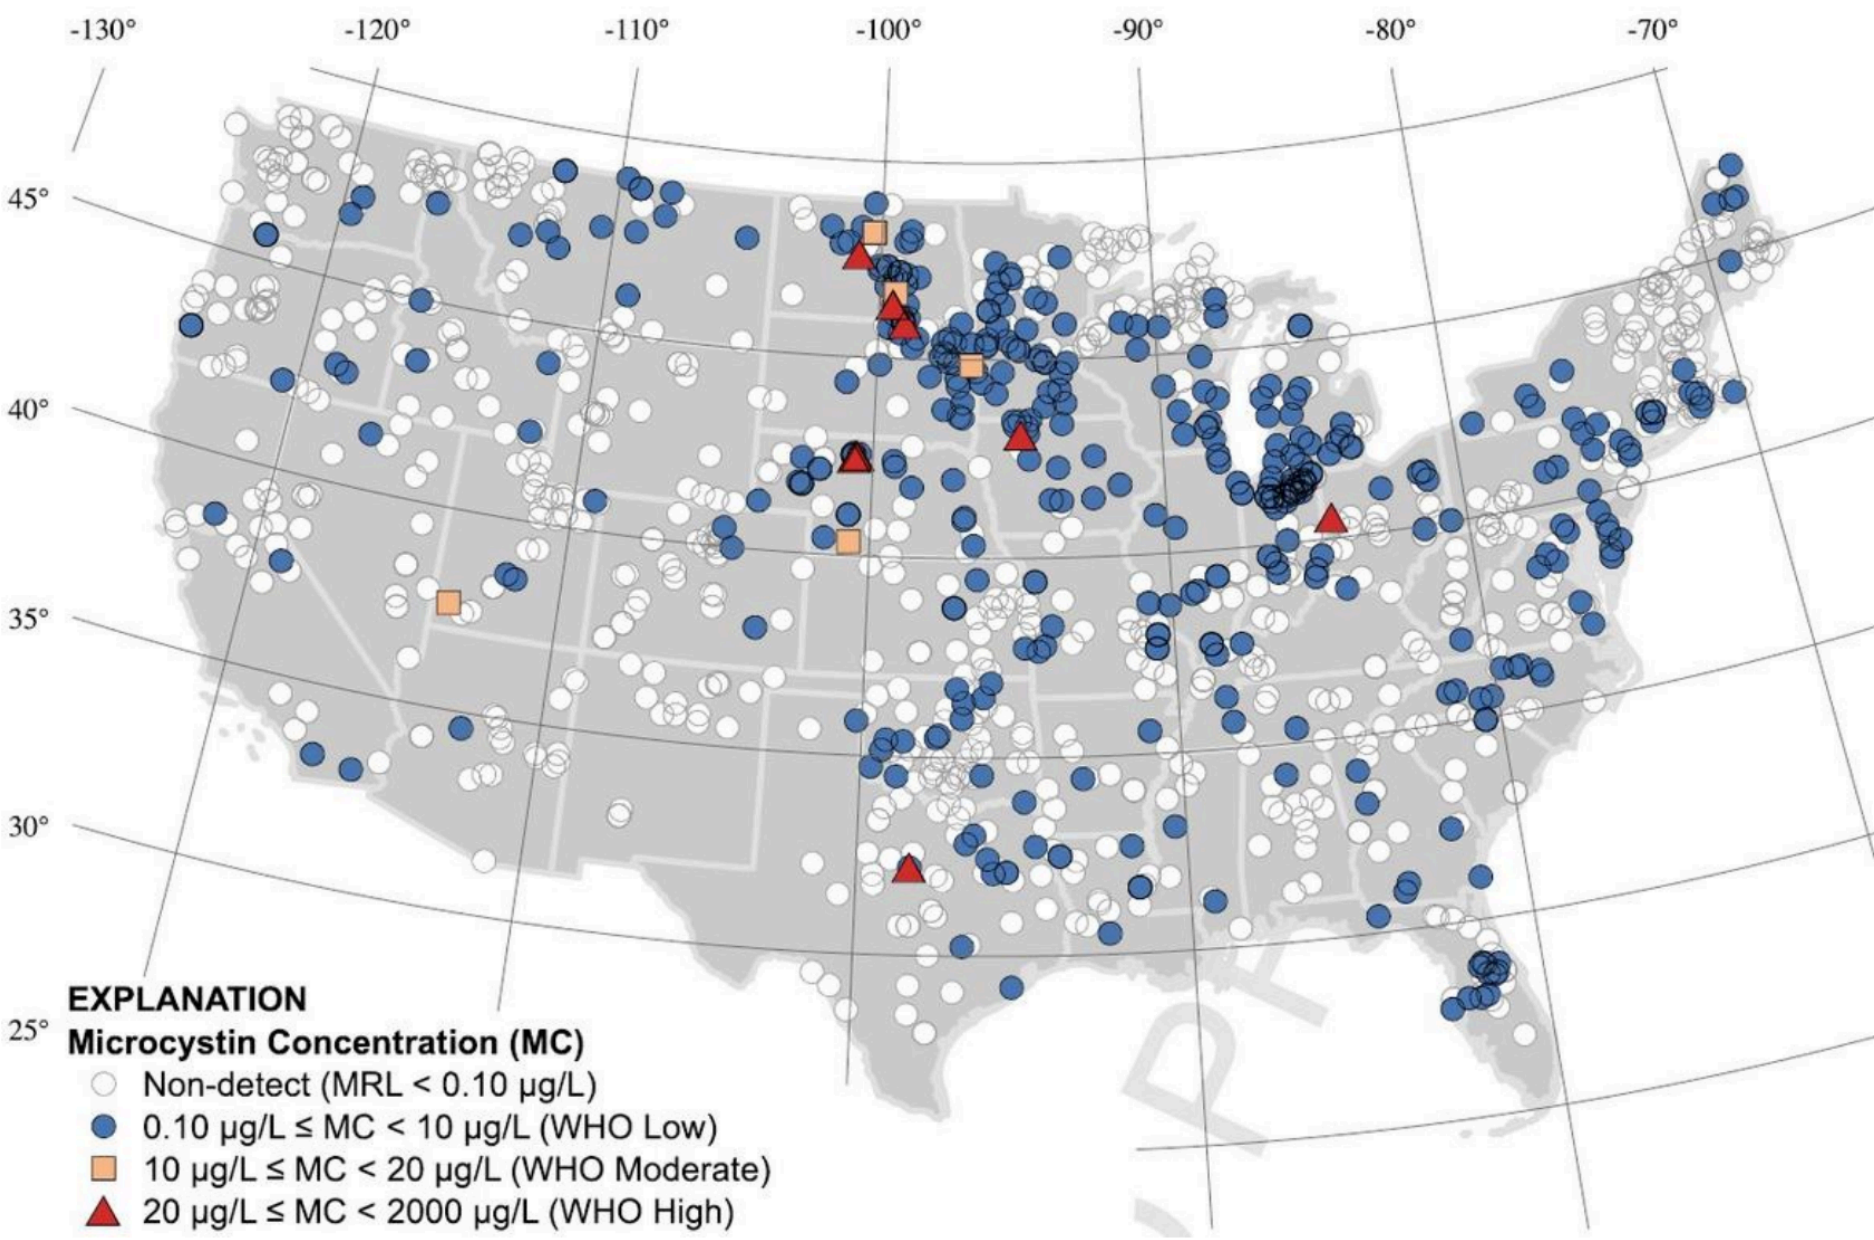 -130° -120° -110° -100° -90° -80° -70°
45°
40°
35°
30°
25°
EXPLANATION
Microcystin Concentration (MC)
Non-detect (MRL < 0.10 µg/L)
0.10 µg/L ≤ MC < 10 µg/L (WHO Low)
10 µg/L ≤ MC < 20 µg/L (WHO Moderate)
20 µg/L ≤ MC < 2000 µg/L (WHO High)